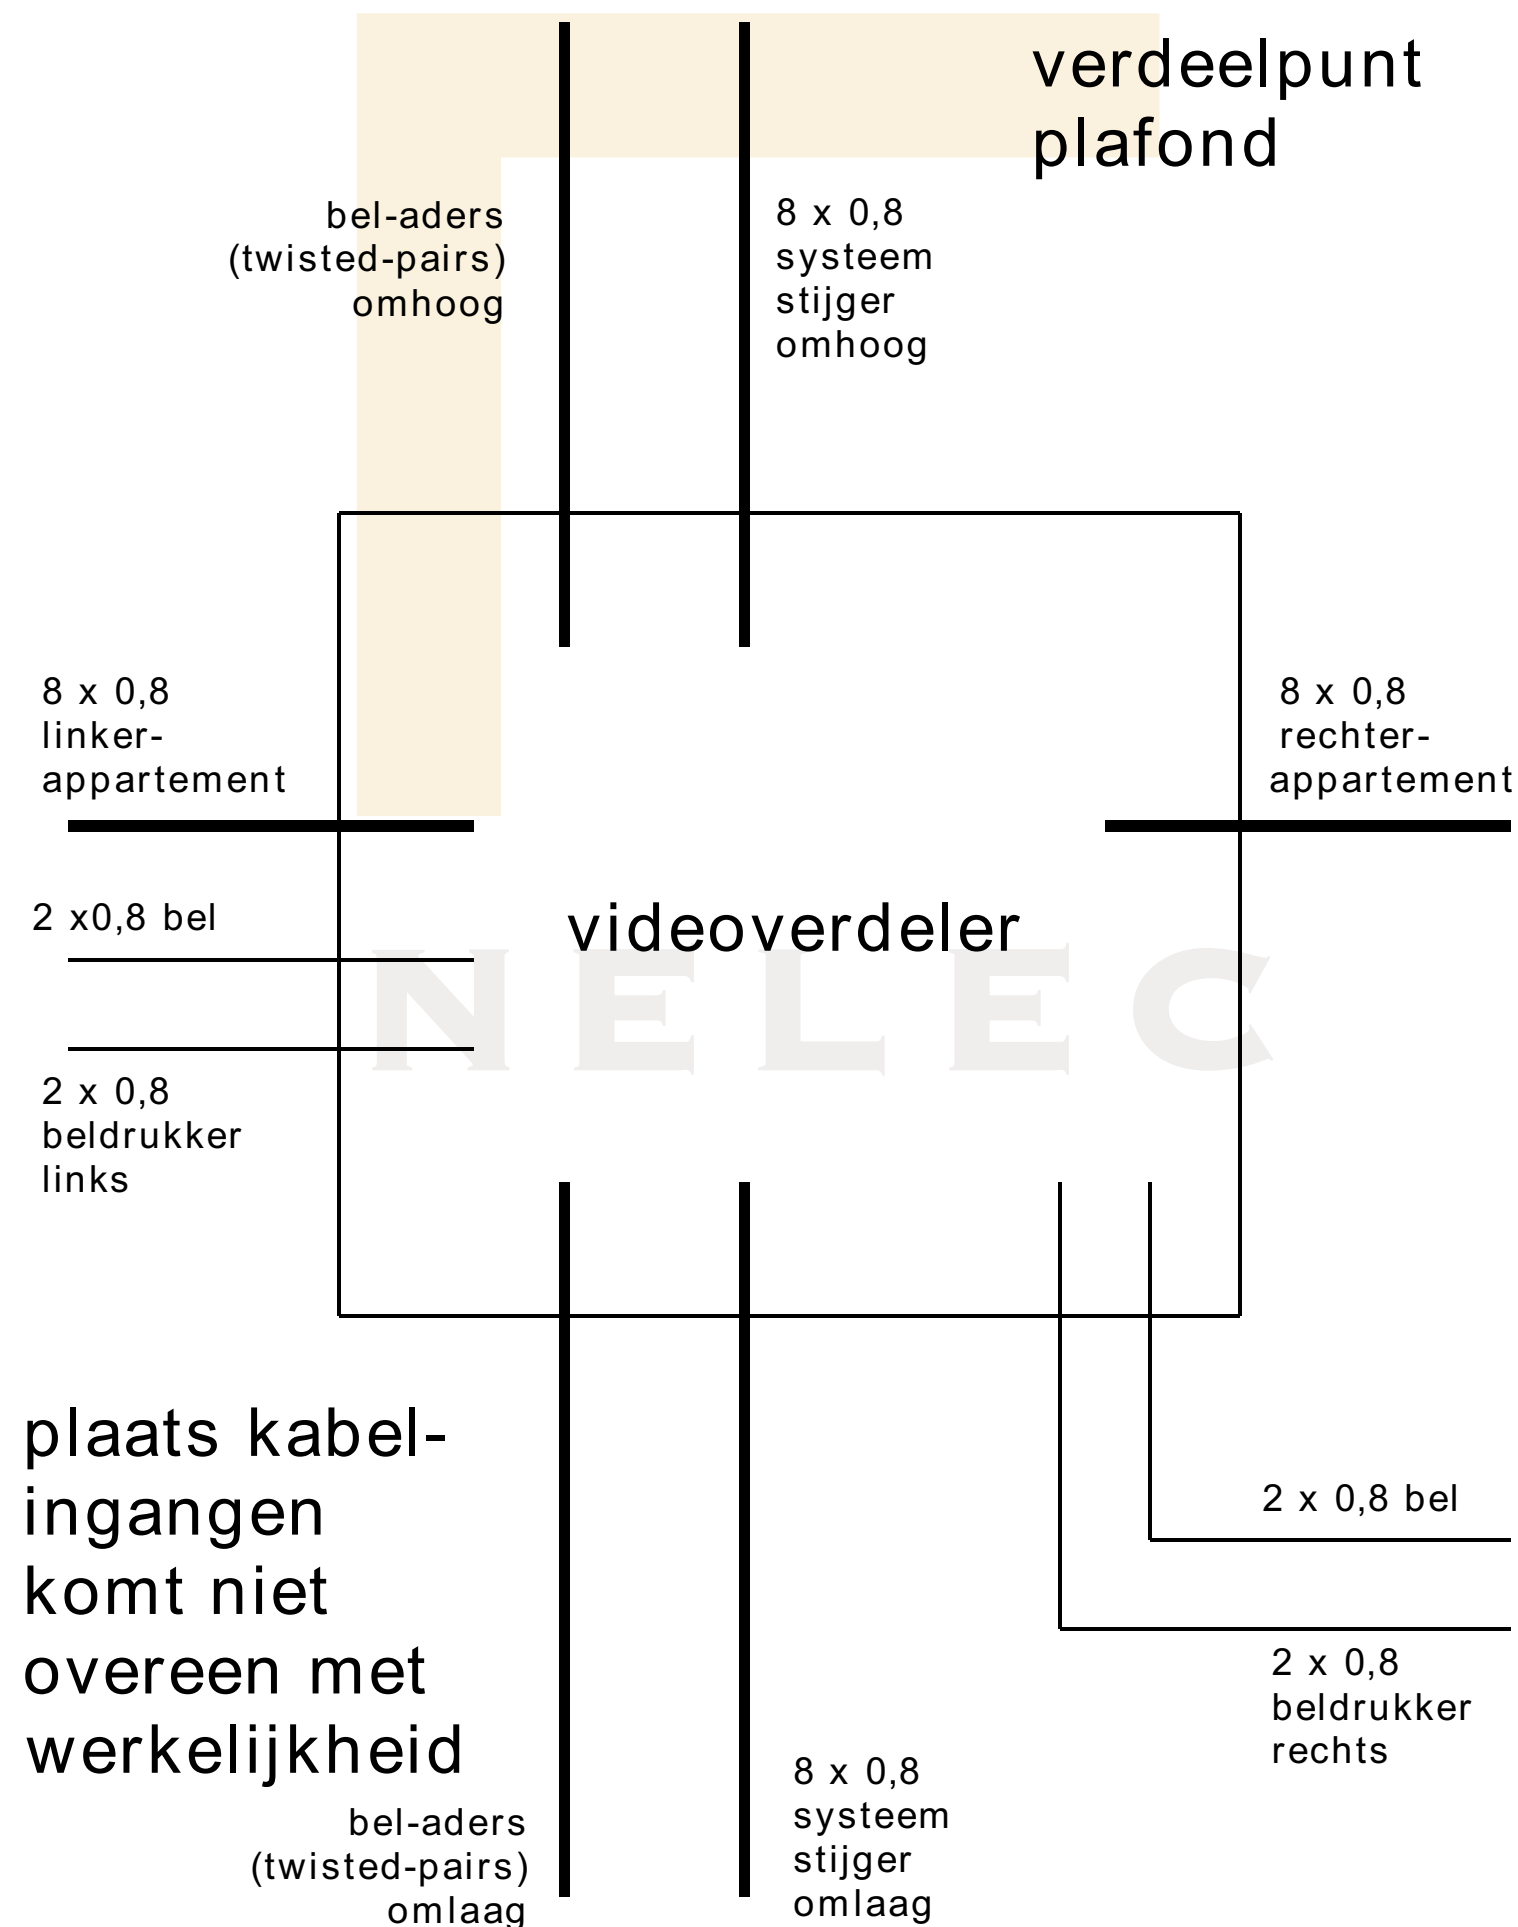 verdeelpunt
plafond
bel-aders
(twisted-pairs)
omhoog
8 x 0,8
systeem
stijger
omhoog
8 x 0,8
linker-
appartement
8 x 0,8
rechter-
appartement
2 x0,8 bel
videoverdeler
NELEC
2 x 0,8
beldrukker
links
plaats kabel-
ingangen
komt niet
overeen met
werkelijkheid
2 x 0,8 bel
2 x 0,8
beldrukker
rechts
bel-aders
(twisted-pairs)
omlaag
8 x 0,8
systeem
stijger
omlaag